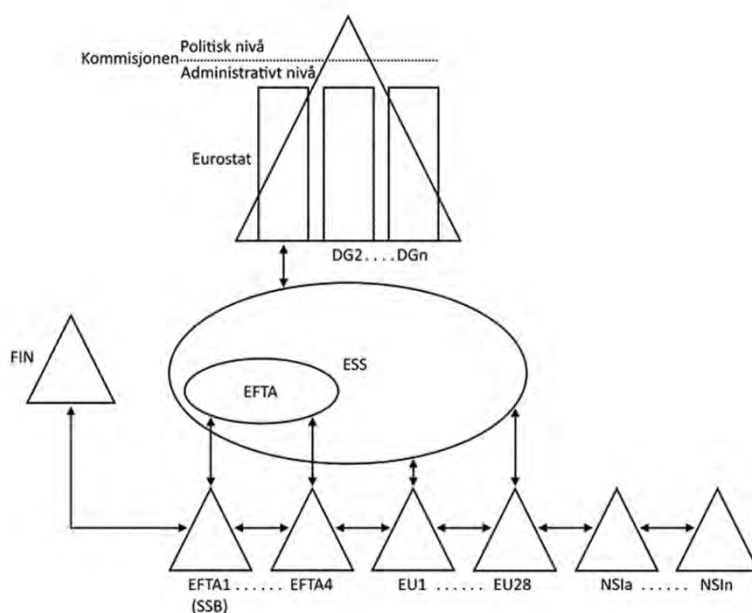 Politisk nivå
Kommisjonen
Administrativt nivå
Eurostat
DG2 . . . . DGn
FIN
ESS
EFTA
EFTA1 . . . . . . EFTA4
(SSB)
EU1 . . . . . . EU28
NSIa . . . . . . NSIn